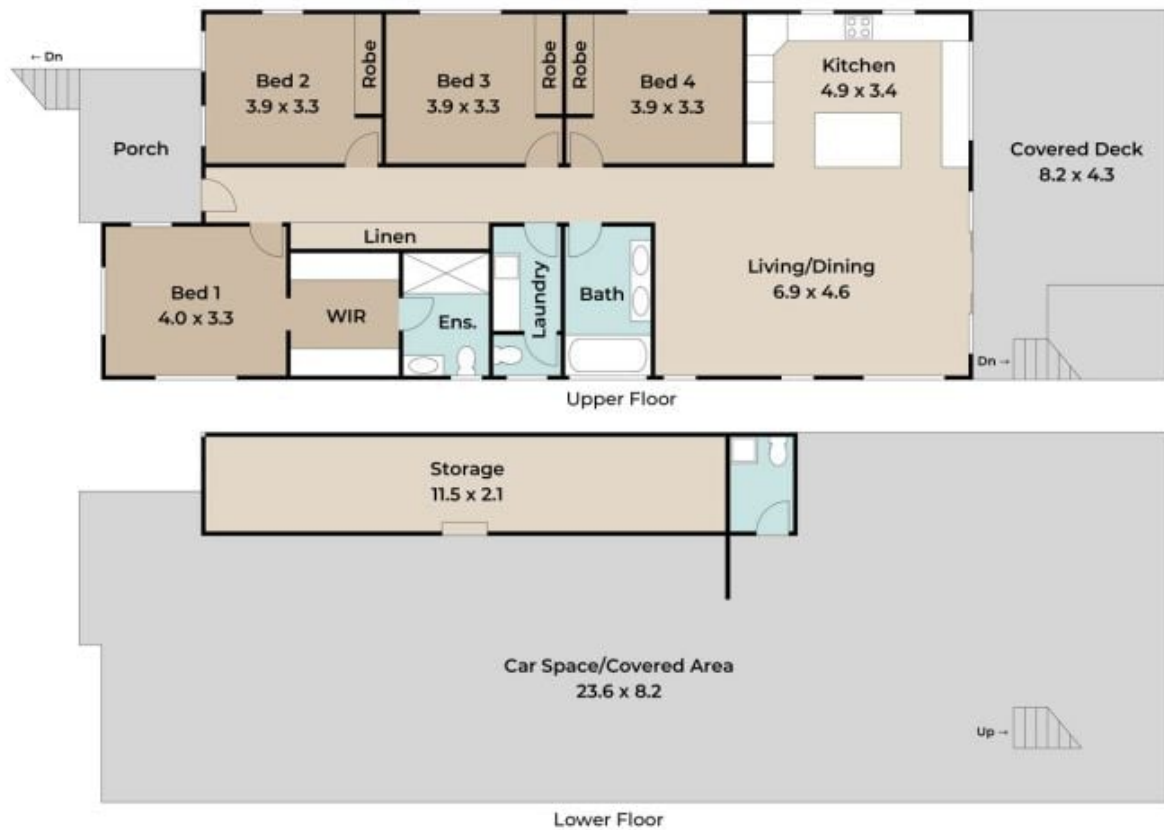 ← Dn
Porch
Bed 2
3.9 x 3.3
Robe
Bed 3
3.9 x 3.3
Robe
Robe
Bed 4
3.9 x 3.3
Kitchen
4.9 x 3.4
Covered Deck
8.2 x 4.3
Linen
Bed 1
4.0 x 3.3
WIR
Ens.
Laundry
Bath
Living/Dining
6.9 x 4.6
Dn →
Upper Floor
Storage
11.5 x 2.1
Car Space/Covered Area
23.6 x 8.2
Up →
Lower Floor